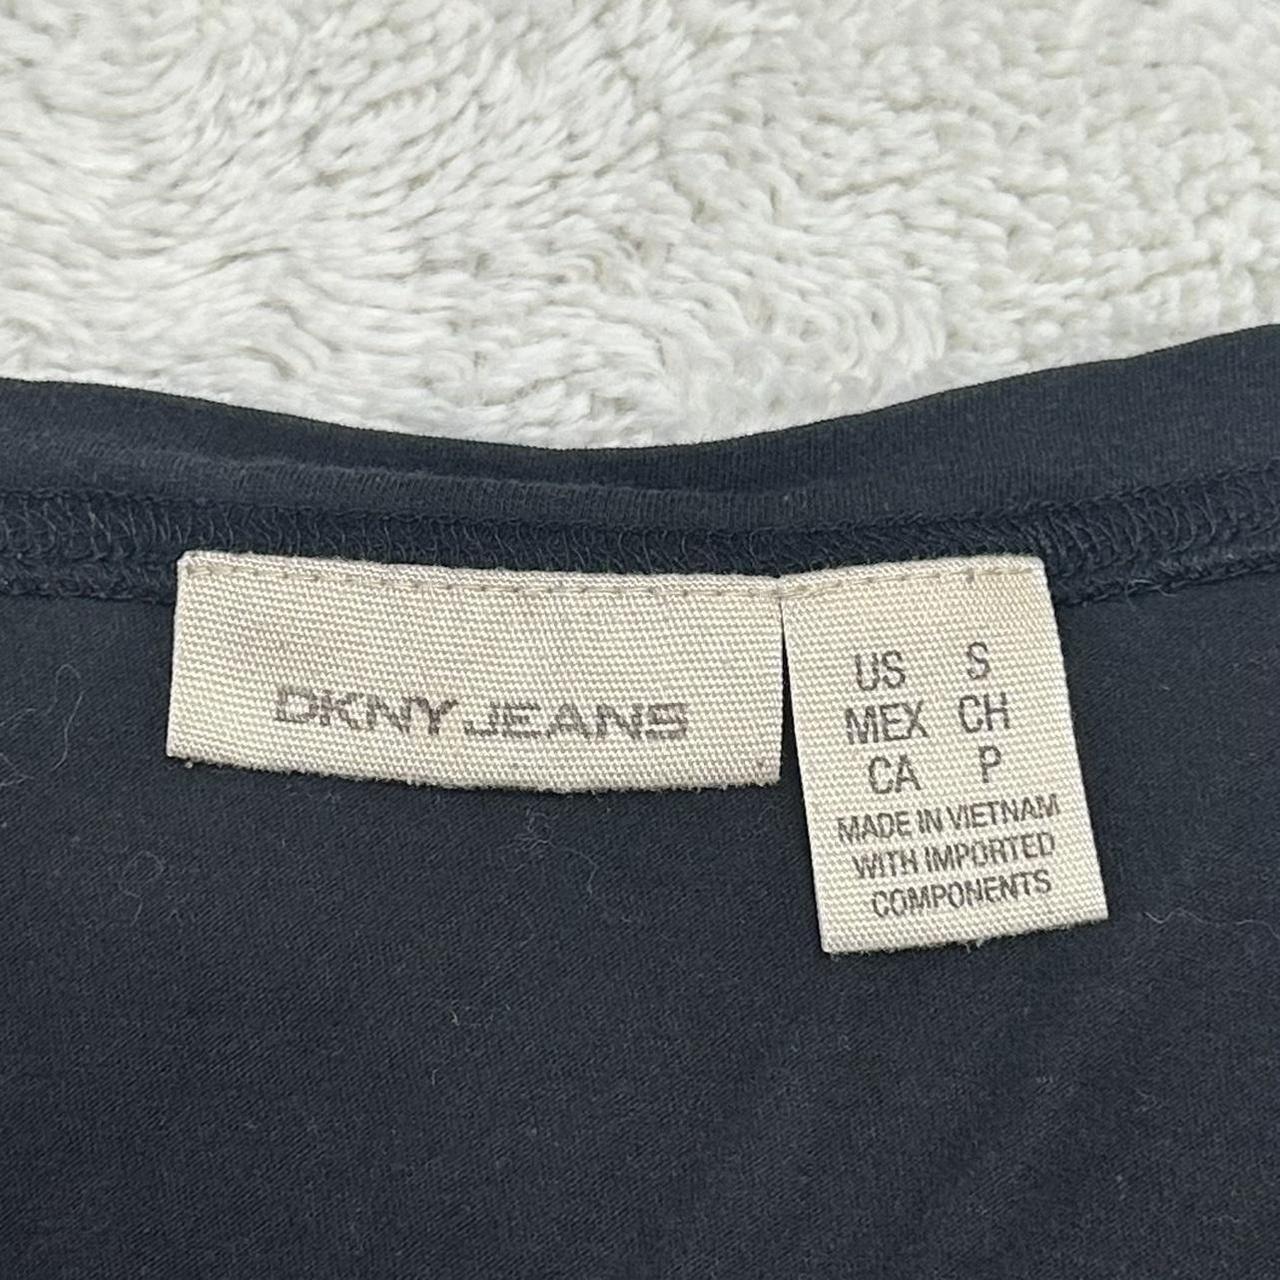 DKNY JEANS
US S
MEX CH
CA P
MADE IN VIETNAM
WITH IMPORTED
COMPONENTS